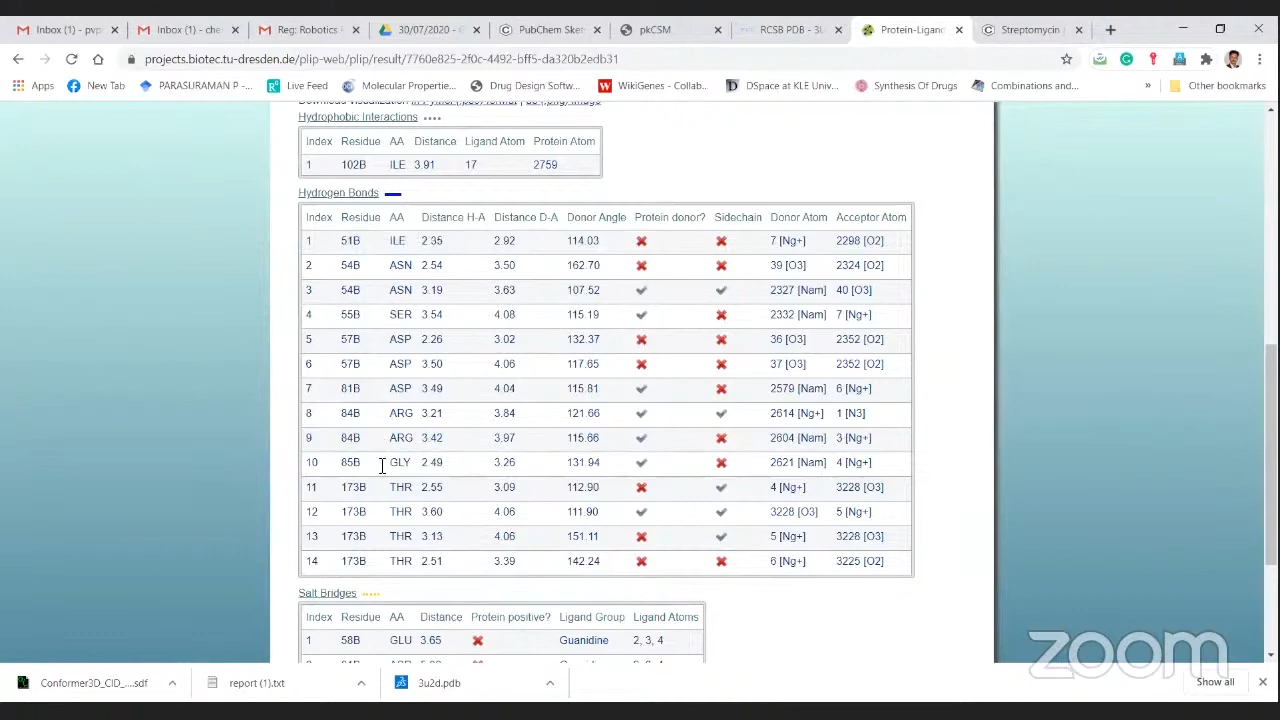 Inbox (1) - pvp
Inbox (1) - che
Reg: Robotics
30/07/2020 - G
PubChem Sket
pkCSM
RCSB PDB - 3U
Protein-Ligand
Streptomycin |
projects.biotec.tu-dresden.de/plip-web/plip/result/7760e825-2f0b-4492-bff5-da320b2edb31
Apps
New Tab
PARASURAMAN P -...
Live Feed
Molecular Properties...
Drug Design Softw...
WikiGenes - Collab...
DSpace at KLE Univ...
Synthesis Of Drugs
Combinations and...
»
Other bookmarks
Hydrophobic Interactions
Index Residue AA Distance Ligand Atom Protein Atom
1 102B ILE 3.91 17 2759
Hydrogen Bonds
Index Residue AA Distance H-A Distance D-A Donor Angle Protein donor? Sidechain Donor Atom Acceptor Atom
1 51B ILE 2.35 2.92 114.03 7 [Ng+] 2298 [O2]
2 54B ASN 2.54 3.50 162.70 39 [O3] 2324 [O2]
3 54B ASN 3.19 3.63 107.52 2327 [Nam] 40 [O3]
4 55B SER 3.54 4.08 115.19 2332 [Nam] 7 [Ng+]
5 57B ASP 2.26 3.02 132.37 36 [O3] 2352 [O2]
6 57B ASP 3.50 4.06 117.65 37 [O3] 2352 [O2]
7 81B ASP 3.49 4.04 115.81 2579 [Nam] 6 [Ng+]
8 84B ARG 3.21 3.84 121.66 2614 [Ng+] 1 [N3]
9 84B ARG 3.42 3.97 115.66 2604 [Nam] 3 [Ng+]
10 85B GLY 2.49 3.26 131.94 2621 [Nam] 4 [Ng+]
11 173B THR 2.55 3.09 112.90 4 [Ng+] 3228 [O3]
12 173B THR 3.60 4.06 111.90 3228 [O3] 5 [Ng+]
13 173B THR 3.13 4.06 151.11 5 [Ng+] 3228 [O3]
14 173B THR 2.51 3.39 142.24 6 [Ng+] 3225 [O2]
Salt Bridges
Index Residue AA Distance Protein positive? Ligand Group Ligand Atoms
1 58B GLU 3.65 Guanidine 2, 3, 4
zoom
Conformer3D_CID_....sdf
report (1).txt
3u2d.pdb
Show all